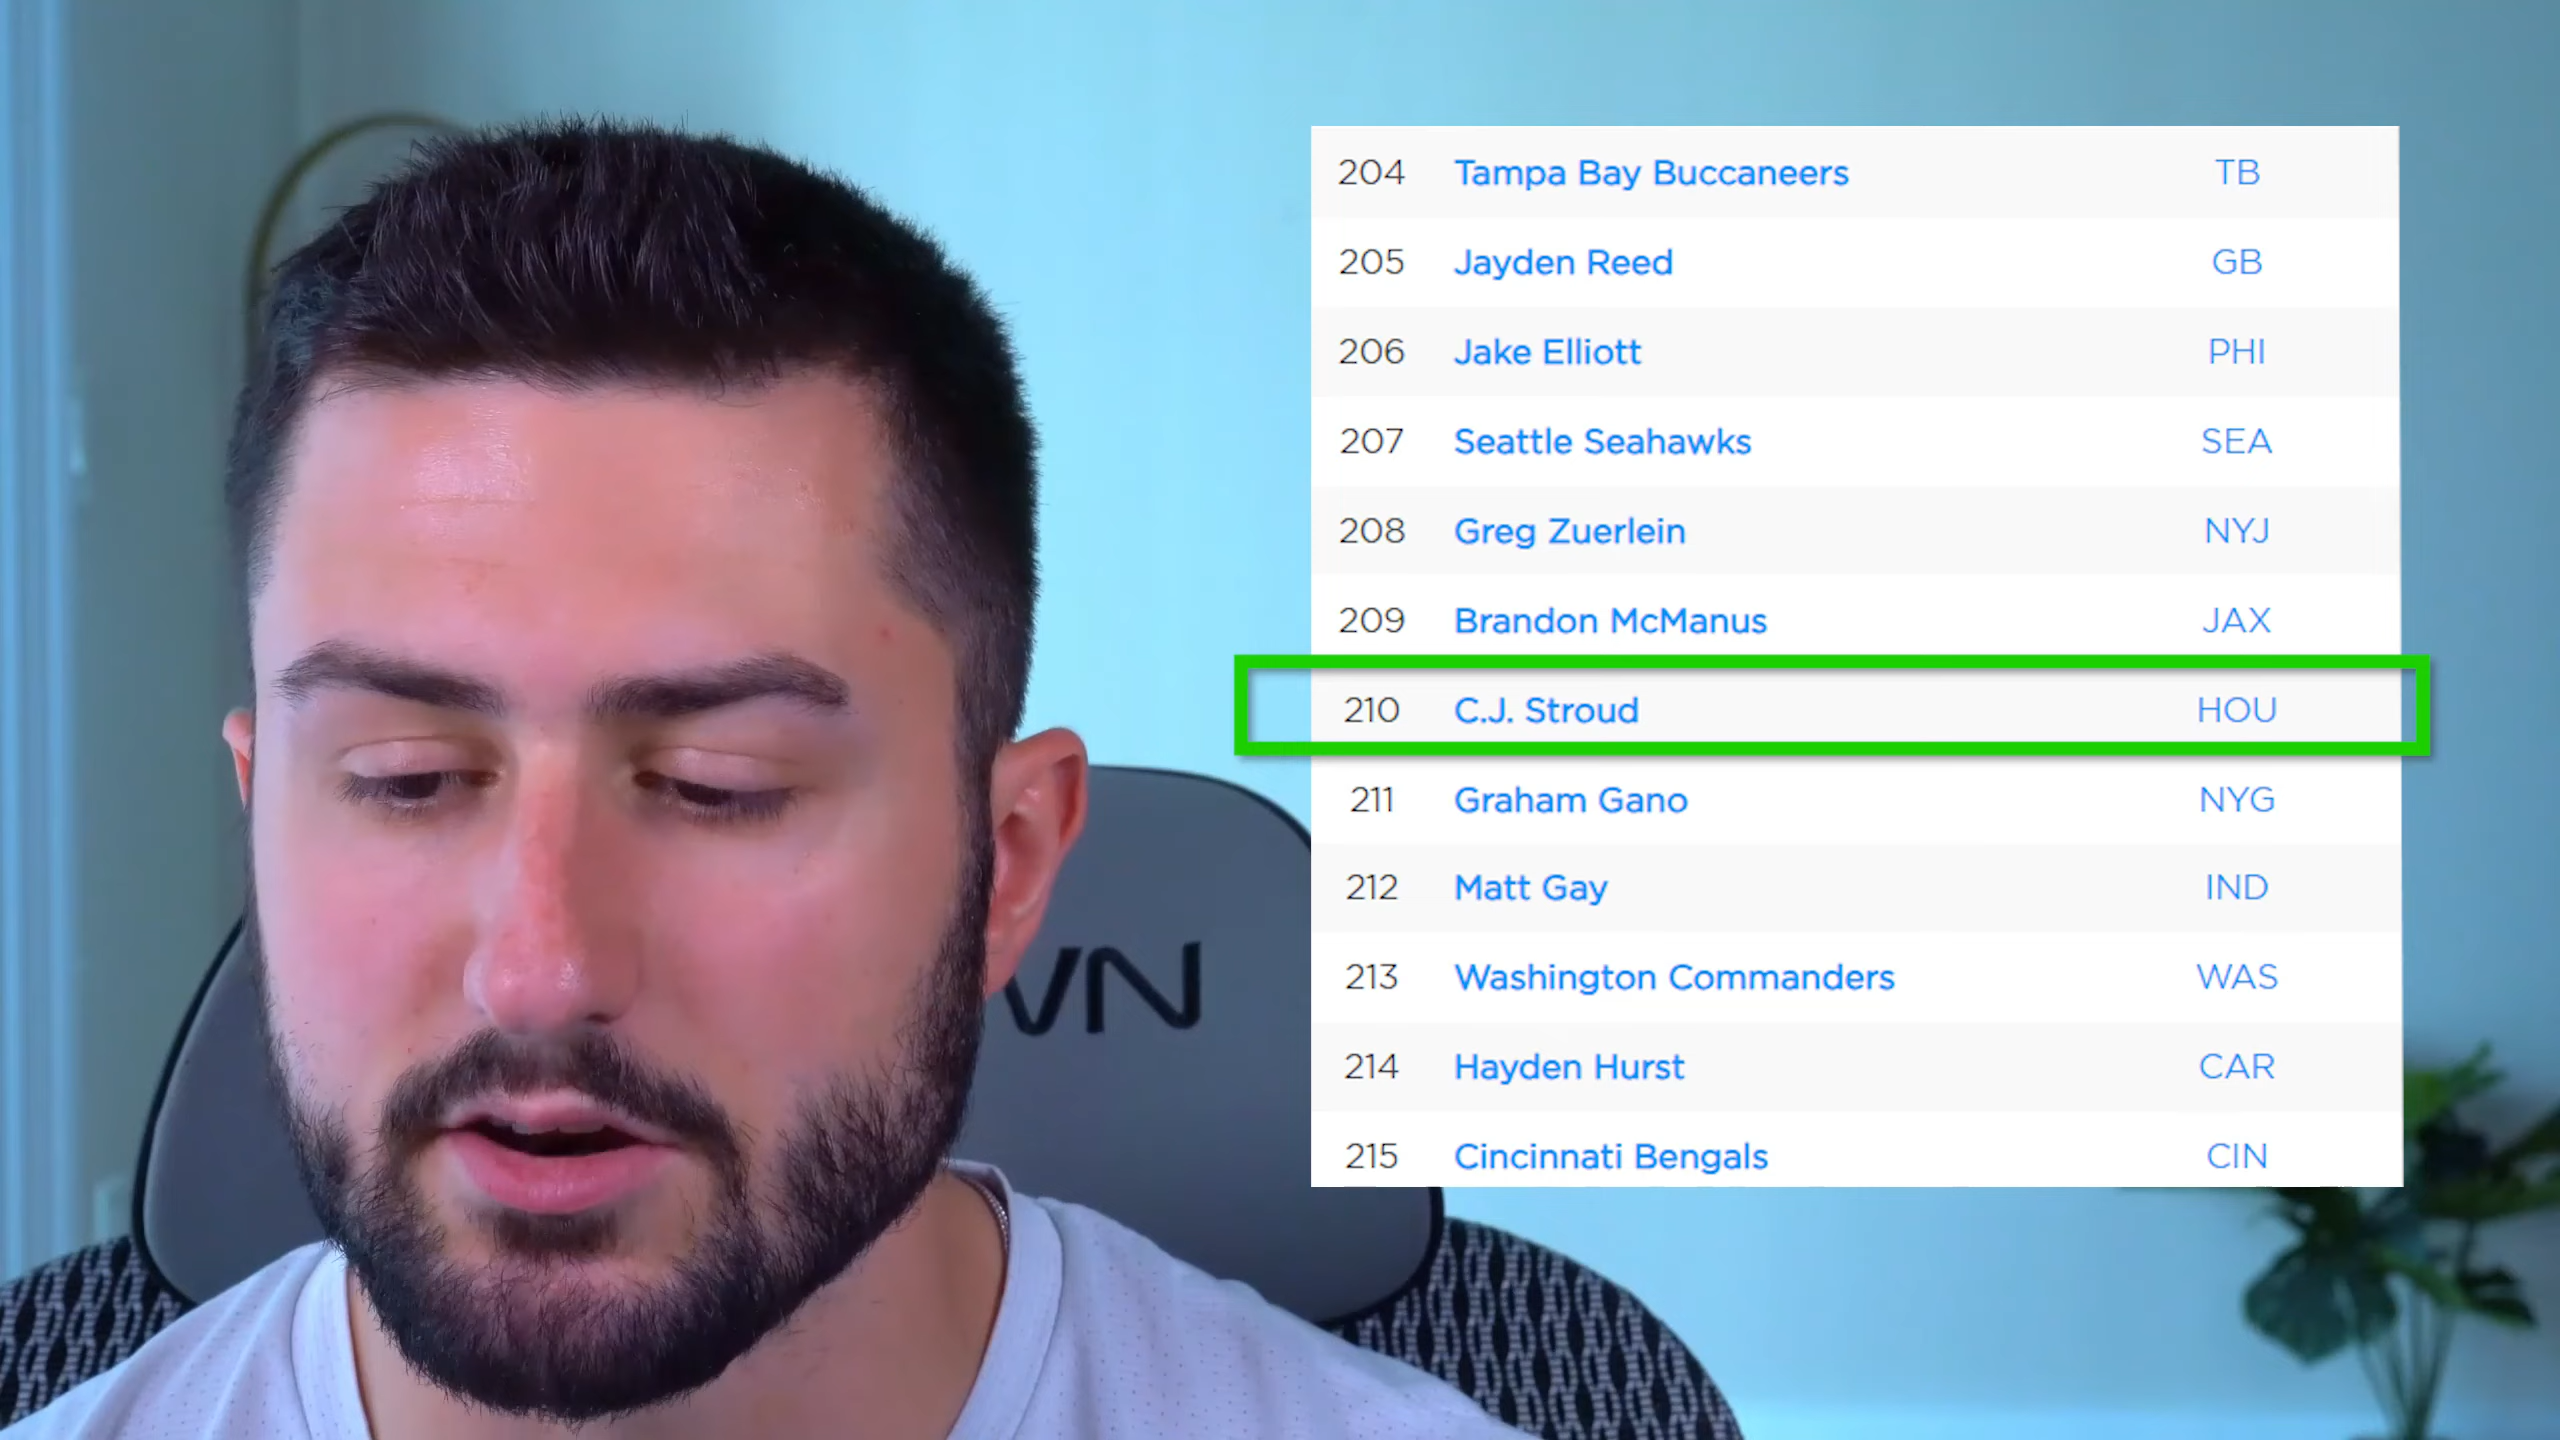 204 Tampa Bay Buccaneers TB
205 Jayden Reed GB
206 Jake Elliott PHI
207 Seattle Seahawks SEA
208 Greg Zuerlein NYJ
209 Brandon McManus JAX
210 C.J. Stroud HOU
211 Graham Gano NYG
212 Matt Gay IND
213 Washington Commanders WAS
214 Hayden Hurst CAR
215 Cincinnati Bengals CIN